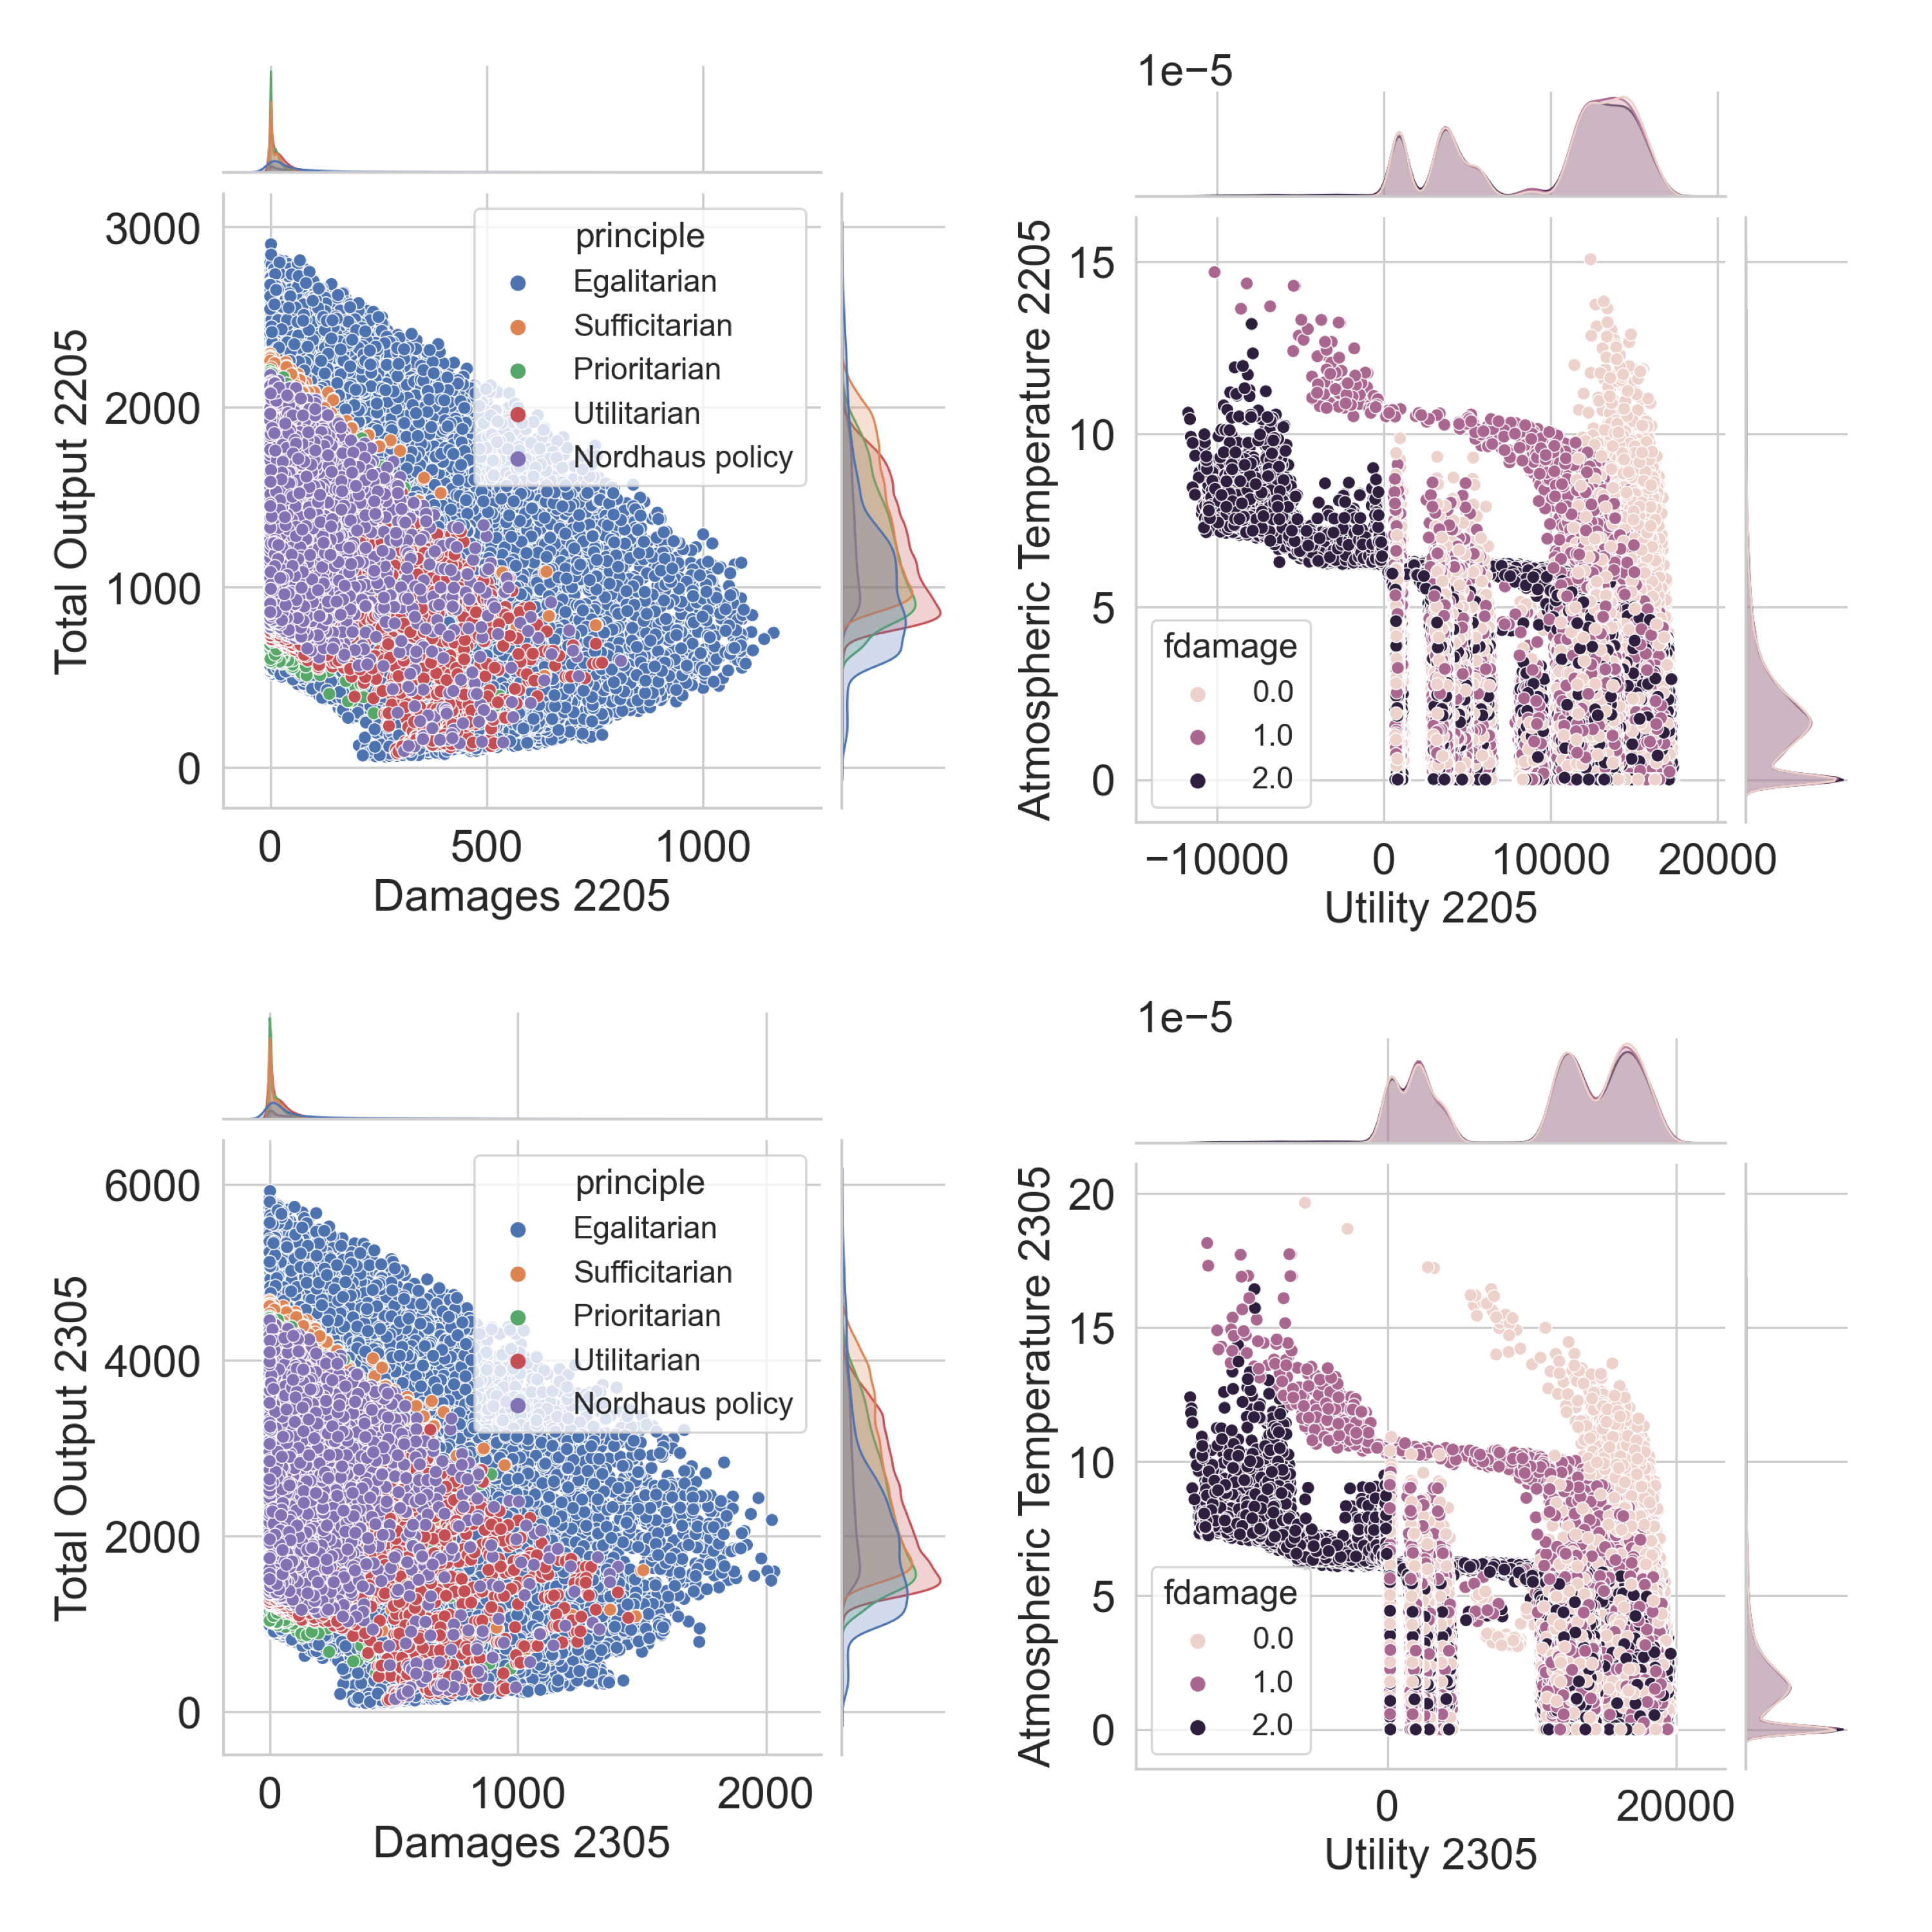 3000
2000
1000
0
Total Output 2205
principle
Egalitarian
Sufficitarian
Prioritarian
Utilitarian
Nordhaus policy
0 500 1000
Damages 2205
1e−5
15
10
5
0
Atmospheric Temperature 2205
fdamage
0.0
1.0
2.0
−10000 0 10000 20000
Utility 2205
6000
4000
2000
0
Total Output 2305
principle
Egalitarian
Sufficitarian
Prioritarian
Utilitarian
Nordhaus policy
0 1000 2000
Damages 2305
1e−5
20
15
10
5
0
Atmospheric Temperature 2305
fdamage
0.0
1.0
2.0
0 20000
Utility 2305